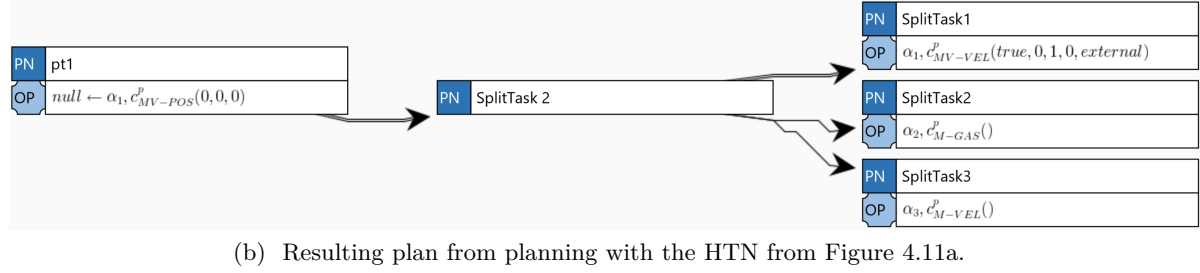 PN pt1
OP null ← α₁, c^p_{MV−POS}(0, 0, 0)
PN SplitTask 2
PN SplitTask1
OP α₁, c^p_{MV−VEL}(true, 0, 1, 0, external)
PN SplitTask2
OP α₂, c^p_{M−GAS}()
PN SplitTask3
OP α₃, c^p_{M−VEL}()
(b) Resulting plan from planning with the HTN from Figure 4.11a.